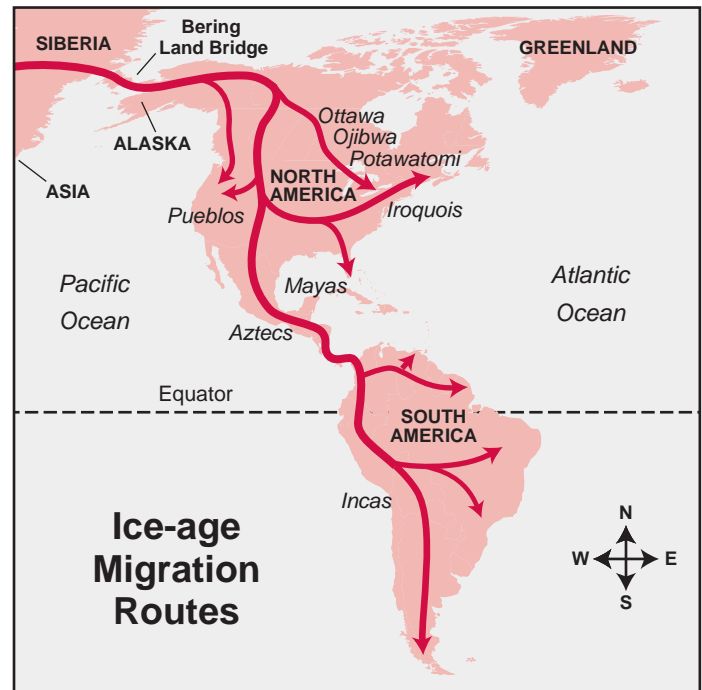 Bering
Land Bridge
SIBERIA
GREENLAND
ALASKA
ASIA
Ottawa
Ojibwa
Potawatomi
NORTH
AMERICA
Pueblos
Iroquois
Pacific
Ocean
Mayas
Atlantic
Ocean
Aztecs
Equator
SOUTH
AMERICA
Incas
Ice-age
Migration
Routes
N
W E
S